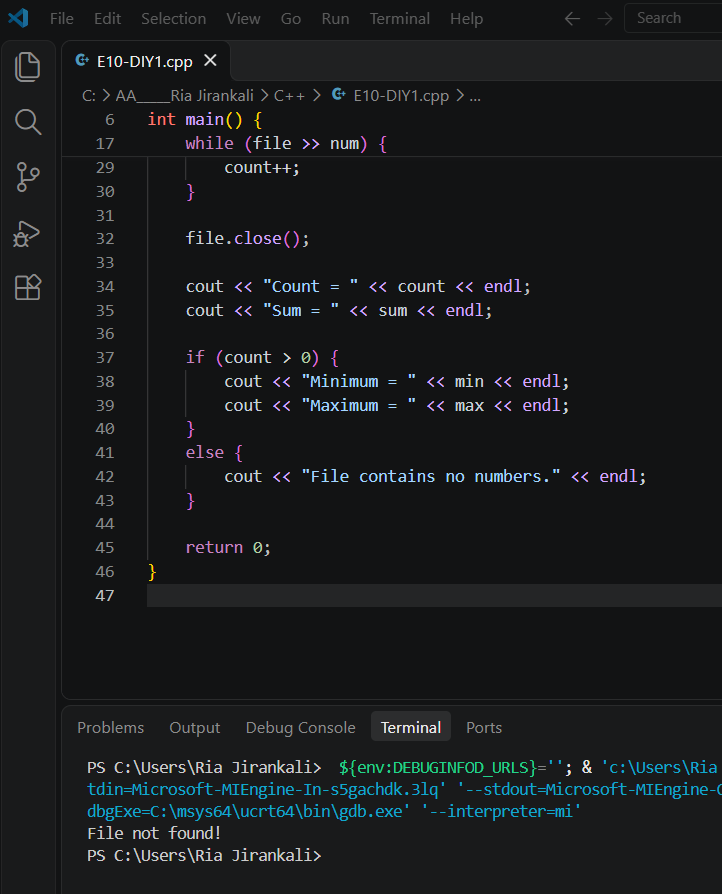 File Edit Selection View Go Run Terminal Help Search
E10-DIY1.cpp
C: > AA____Ria Jirankali > C++ > E10-DIY1.cpp > ...
6 int main() {
17 while (file >> num) {
29 count++;
30 }
31
32 file.close();
33
34 cout << "Count = " << count << endl;
35 cout << "Sum = " << sum << endl;
36
37 if (count > 0) {
38 cout << "Minimum = " << min << endl;
39 cout << "Maximum = " << max << endl;
40 }
41 else {
42 cout << "File contains no numbers." << endl;
43 }
44
45 return 0;
46 }
47
Problems Output Debug Console Terminal Ports
PS C:\Users\Ria Jirankali>  ${env:DEBUGINFOD_URLS}=''; & 'c:\Users\Ria
tdin=Microsoft-MIEngine-In-s5gachdk.3lq' '--stdout=Microsoft-MIEngine-
dbgExe=C:\msys64\ucrt64\bin\gdb.exe' '--interpreter=mi'
File not found!
PS C:\Users\Ria Jirankali>